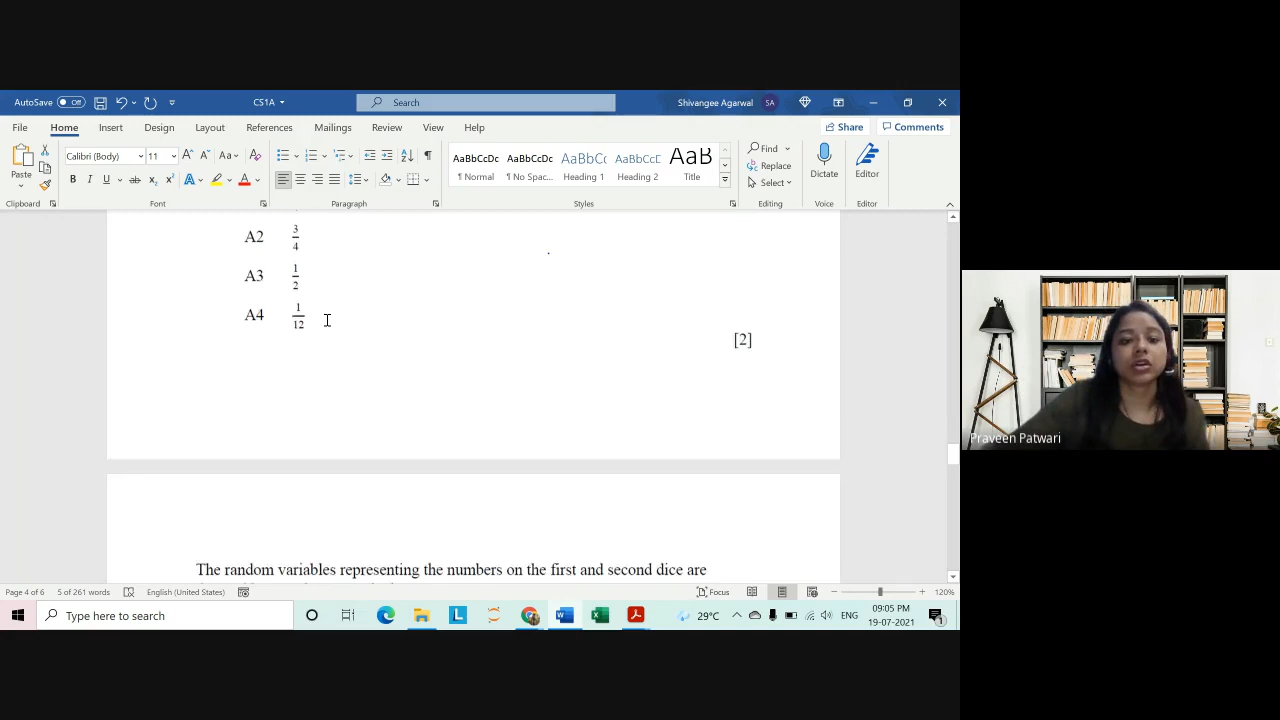 AutoSave Off
CS1A
Search
Shivangee Agarwal SA
File Home Insert Design Layout References Mailings Review View Help
Share Comments
Paste
Clipboard
Calibri (Body) 11
Font
Paragraph
AaBbCcDc ¶ Normal
AaBbCcDc ¶ No Spac...
AaBbCc Heading 1
AaBbCcD Heading 2
AaB Title
Styles
Find
Replace
Select
Editing
Dictate
Voice
Editor
Editor
A2 3/4
A3 1/2
A4 1/12
[2]
The random variables representing the numbers on the first and second dice are
Page 4 of 6 5 of 261 words English (United States) Focus 120%
Type here to search
29°C ENG 09:05 PM
19-07-2021
Praveen Patwari